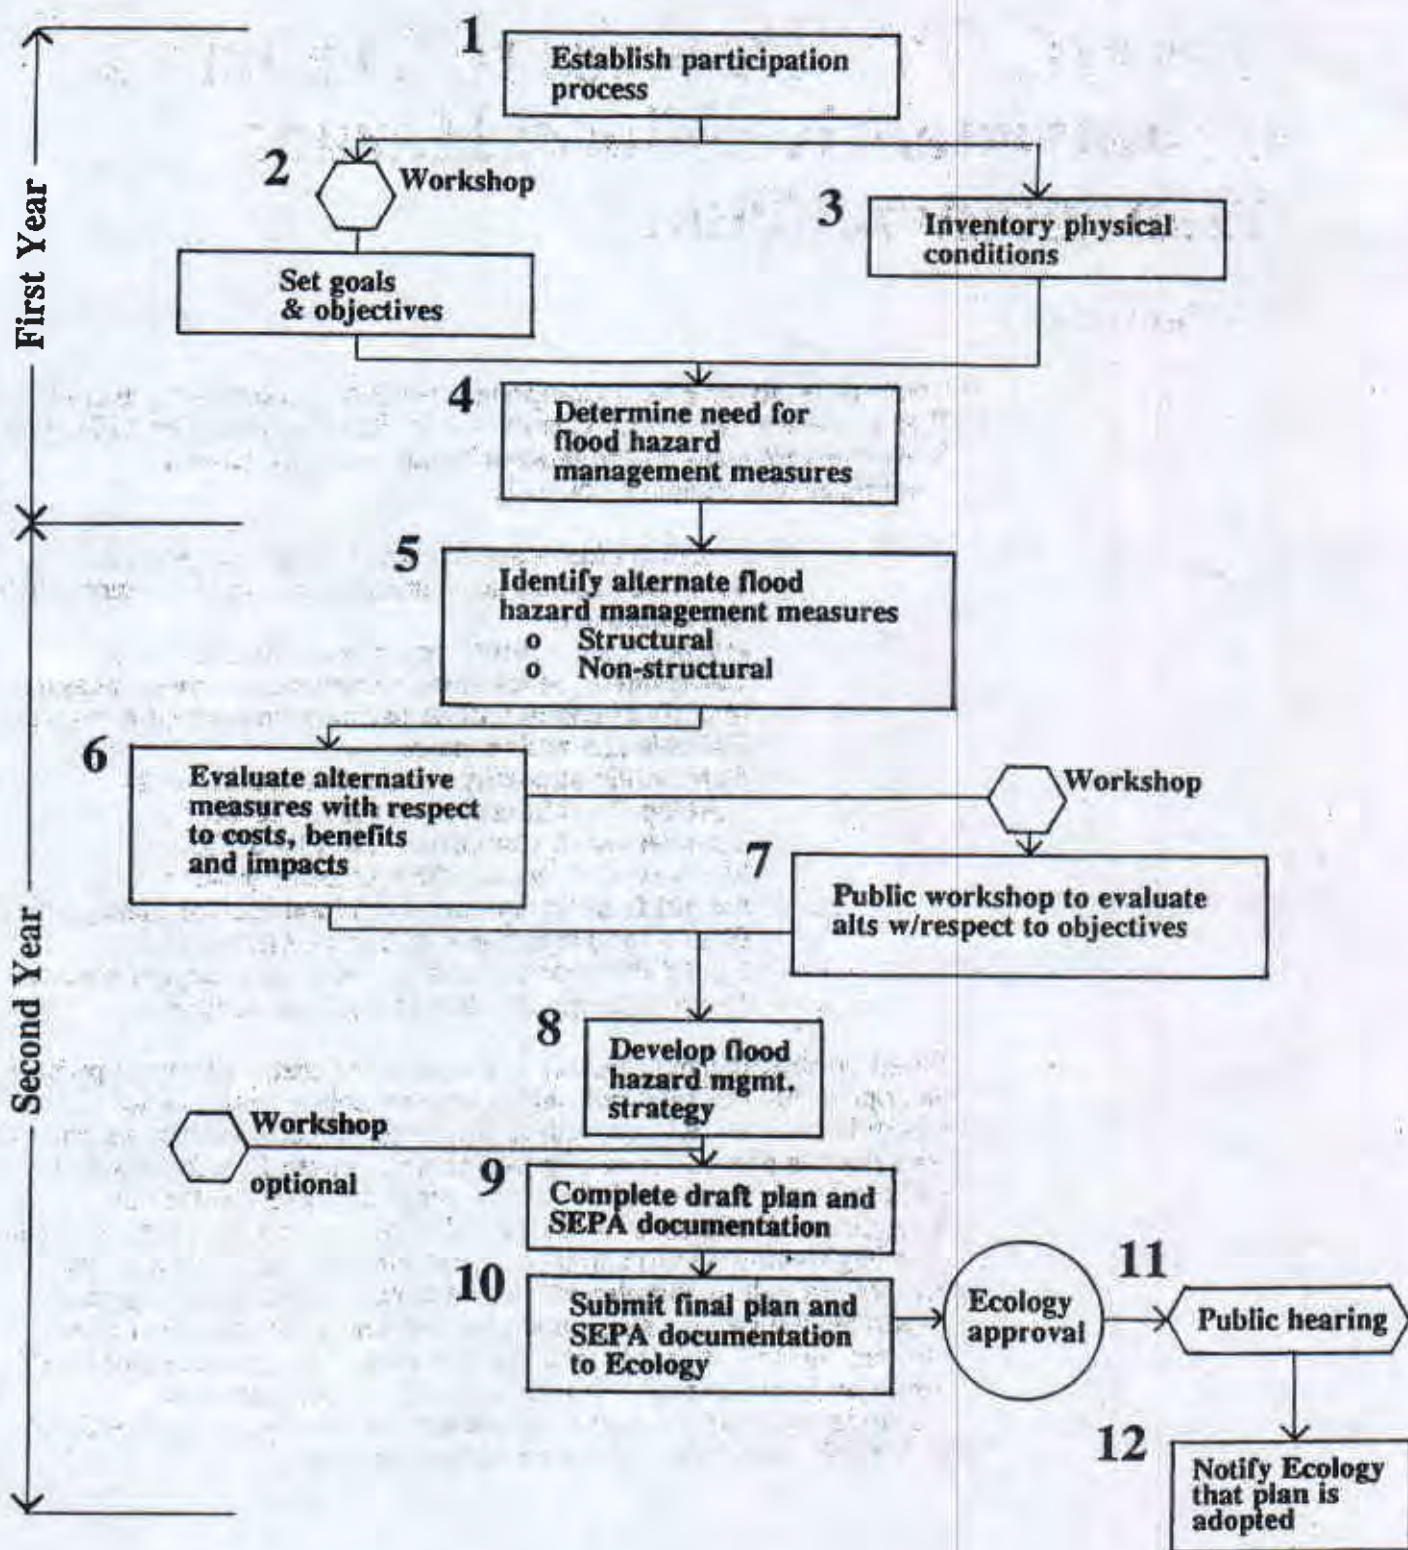 First Year
Second Year
1
Establish participation
process
2
Workshop
Set goals
& objectives
3
Inventory physical
conditions
4
Determine need for
flood hazard
management measures
5
Identify alternate flood
hazard management measures
o Structural
o Non-structural
6
Evaluate alternative
measures with respect
to costs, benefits
and impacts
Workshop
7
Public workshop to evaluate
alts w/respect to objectives
8
Develop flood
hazard mgmt.
strategy
Workshop
optional
9
Complete draft plan and
SEPA documentation
10
Submit final plan and
SEPA documentation
to Ecology
Ecology
approval
11
Public hearing
12
Notify Ecology
that plan is
adopted